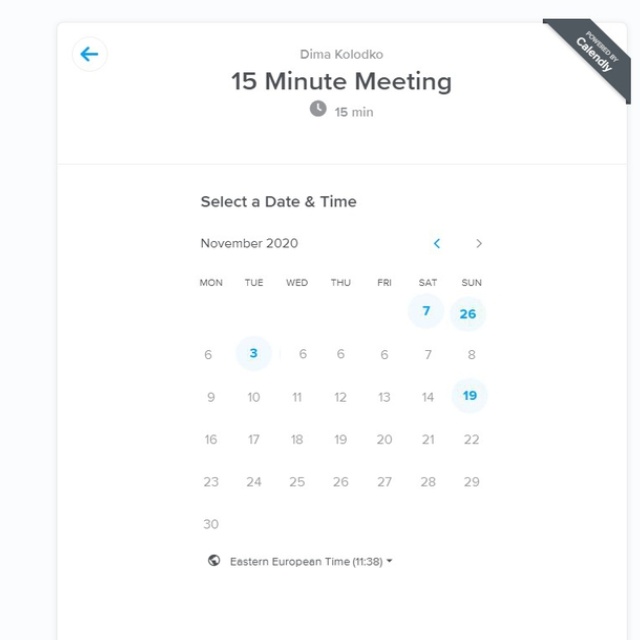 POWERED BY
Calendly
Dima Kolodko
15 Minute Meeting
15 min
Select a Date & Time
November 2020
MON TUE WED THU FRI SAT SUN
7 26
6 3 6 6 6 7 8
9 10 11 12 13 14 19
16 17 18 19 20 21 22
23 24 25 26 27 28 29
30
Eastern European Time (11:38)